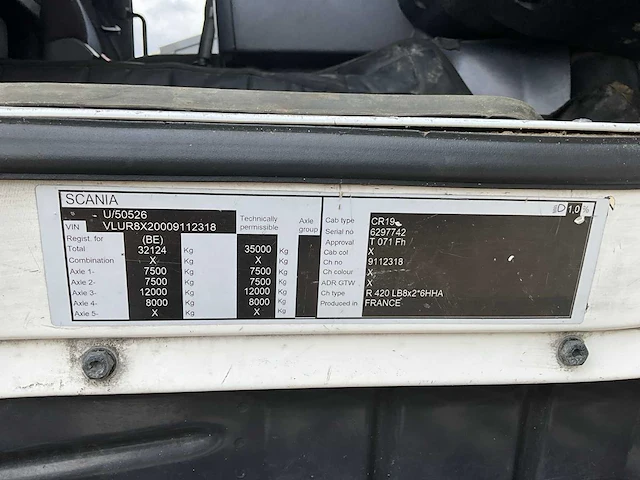 SCANIA
U/50526
VIN VLUR8X20009112318
Regist. for (BE) Technically permissible Axle group
Total 32124 Kg 35000 Kg
Combination X Kg X Kg
Axle 1- 7500 Kg 7500 Kg
Axle 2- 7500 Kg 7500 Kg
Axle 3- 12000 Kg 12000 Kg
Axle 4- 8000 Kg 8000 Kg
Axle 5- X Kg X Kg
1,0 %
Cab type CR19
Serial no 6297742
Approval T 071 Fh
Cab col X
Ch no 9112318
Ch colour X
ADR GTW X
Ch type R 420 LB8x2*6HHA
Produced in FRANCE